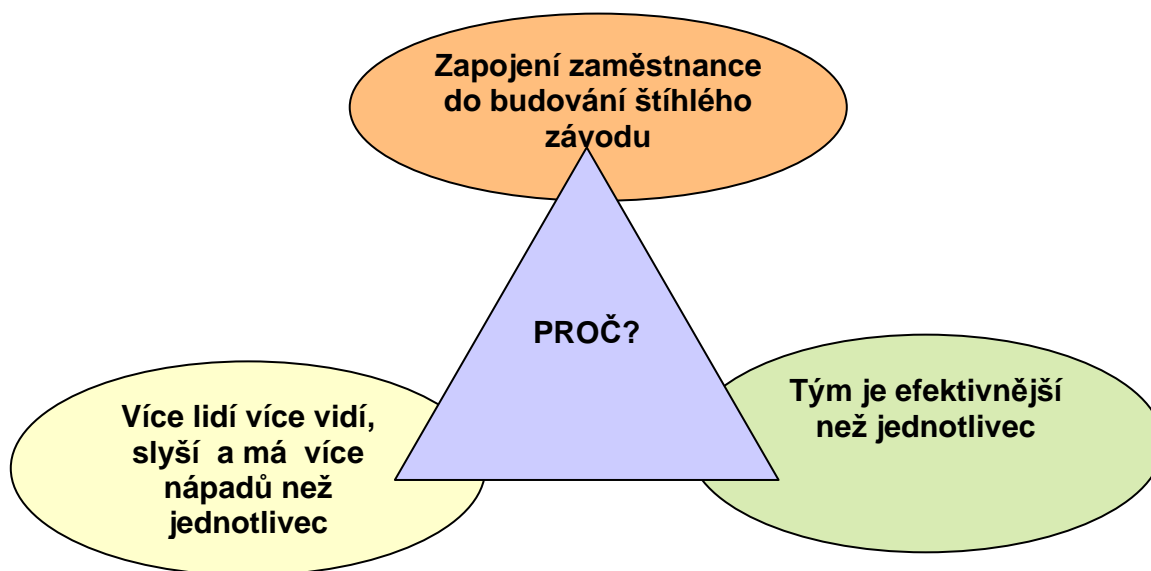 Zapojení zaměstnance
do budování štíhlého
závodu
PROČ?
Více lidí více vidí,
slyší a má více
nápadů než
jednotlivec
Tým je efektivnější
než jednotlivec